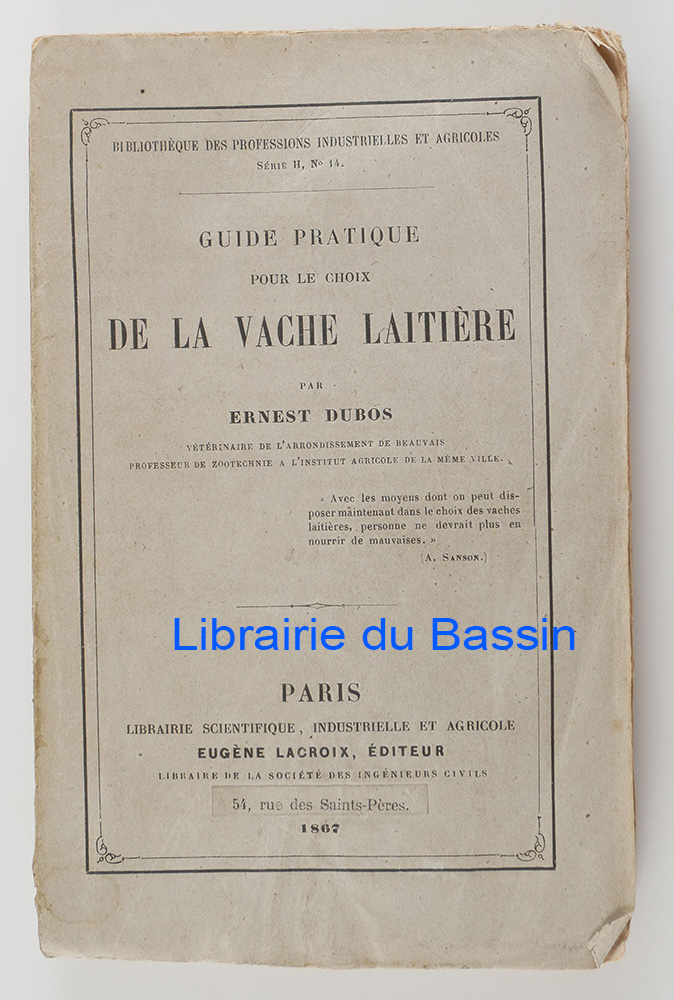 BIBLIOTHÈQUE DES PROFESSIONS INDUSTRIELLES ET AGRICOLES
SÉRIE H, No 14.
GUIDE PRATIQUE
POUR LE CHOIX
DE LA VACHE LAITIÈRE
PAR
ERNEST DUBOS
VÉTÉRINAIRE DE L'ARRONDISSEMENT DE BEAUVAIS
PROFESSEUR DE ZOOTECHNIE A L'INSTITUT AGRICOLE DE LA MÊME VILLE.
« Avec les moyens dont on peut dis-
poser maintenant dans le choix des vaches
laitières, personne ne devrait plus en
nourrir de mauvaises. »
(A. SANSON.)
Librairie du Bassin
PARIS
LIBRAIRIE SCIENTIFIQUE, INDUSTRIELLE ET AGRICOLE
EUGÈNE LACROIX, ÉDITEUR
LIBRAIRE DE LA SOCIÉTÉ DES INGÉNIEURS CIVILS
54, rue des Saints-Pères.
1867